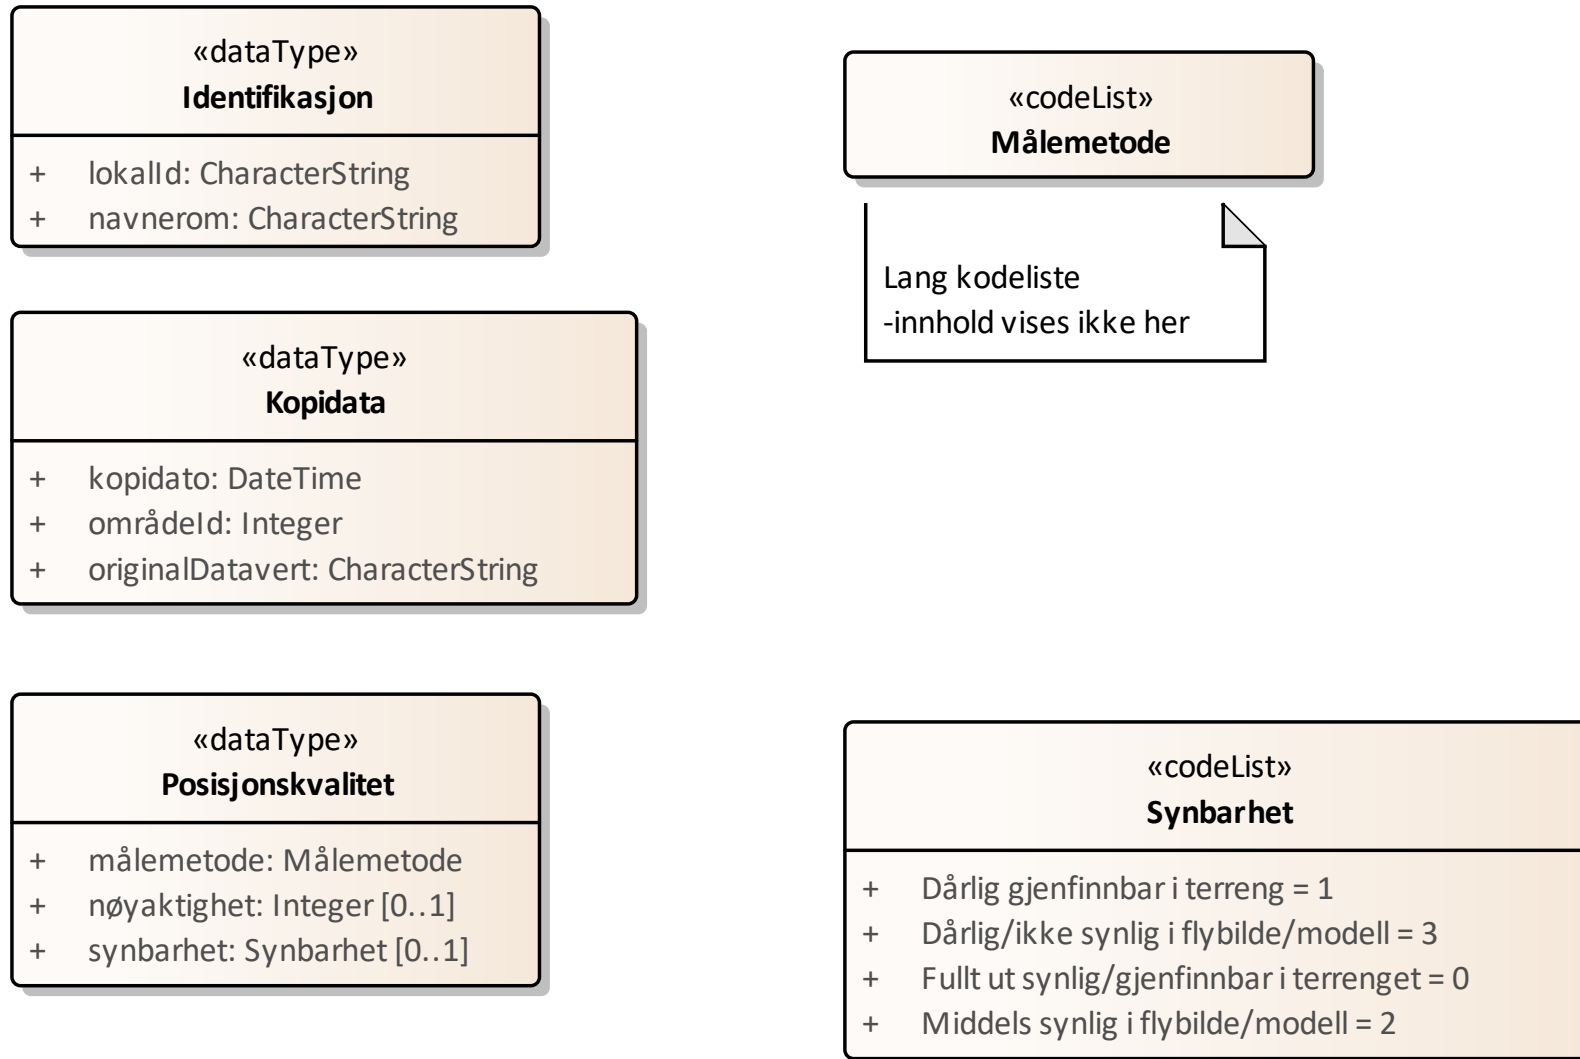 «dataType»
Identifikasjon
+ lokalId: CharacterString
+ navnerom: CharacterString
«codeList»
Målemetode
Lang kodeliste
-innhold vises ikke her
«dataType»
Kopidata
+ kopidato: DateTime
+ områdeId: Integer
+ originalDatavert: CharacterString
«dataType»
Posisjonskvalitet
+ målemetode: Målemetode
+ nøyaktighet: Integer [0..1]
+ synbarhet: Synbarhet [0..1]
«codeList»
Synbarhet
+ Dårlig gjenfinnbar i terreng = 1
+ Dårlig/ikke synlig i flybilde/modell = 3
+ Fullt ut synlig/gjenfinnbar i terrenget = 0
+ Middels synlig i flybilde/modell = 2